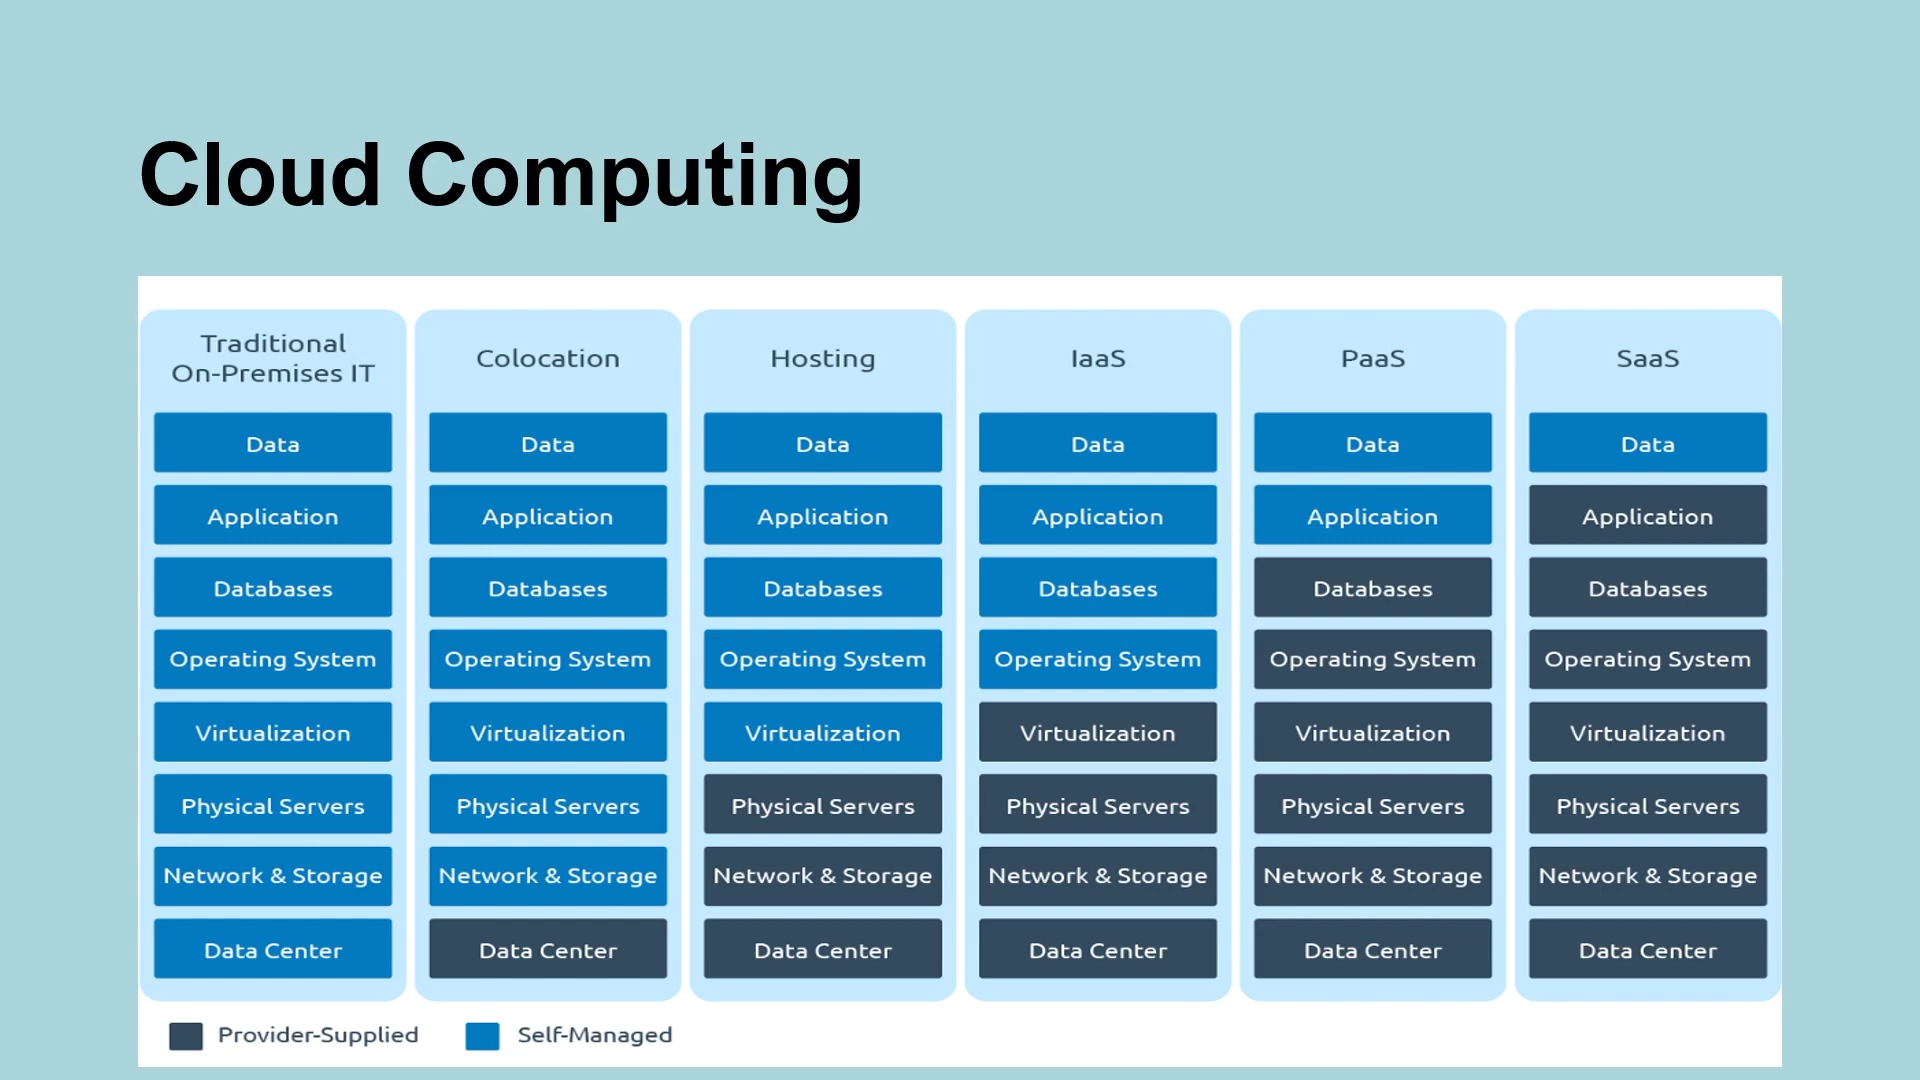 Cloud Computing
Traditional
On-Premises IT
Data
Application
Databases
Operating System
Virtualization
Physical Servers
Network & Storage
Data Center
Colocation
Data
Application
Databases
Operating System
Virtualization
Physical Servers
Network & Storage
Data Center
Hosting
Data
Application
Databases
Operating System
Virtualization
Physical Servers
Network & Storage
Data Center
IaaS
Data
Application
Databases
Operating System
Virtualization
Physical Servers
Network & Storage
Data Center
PaaS
Data
Application
Databases
Operating System
Virtualization
Physical Servers
Network & Storage
Data Center
SaaS
Data
Application
Databases
Operating System
Virtualization
Physical Servers
Network & Storage
Data Center
Provider-Supplied
Self-Managed